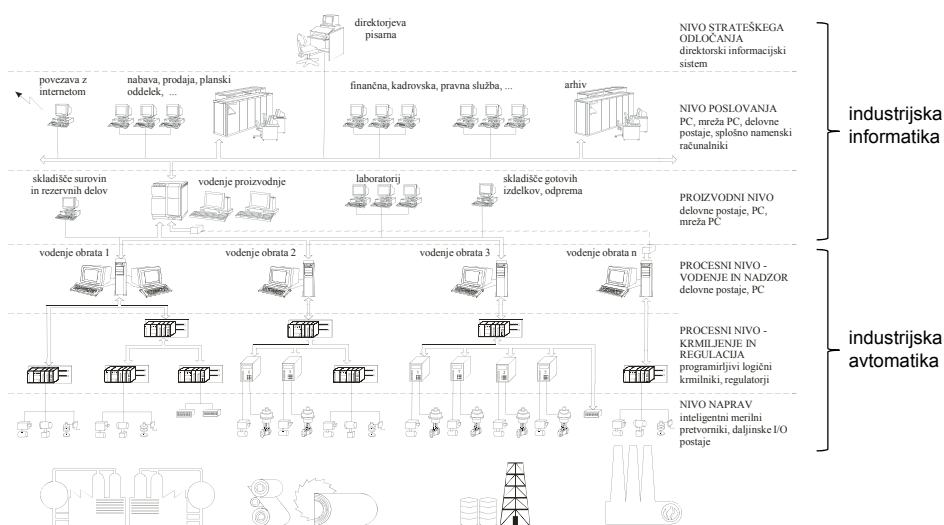 direktorjeva
pisarna
NIVO STRATEŠKEGA
ODLOČANJA
direktorski informacijski
sistem
povezava z
internetom
nabava, prodaja, planski
oddelek, ...
finančna, kadrovska, pravna služba, ...
arhiv
NIVO POSLOVANJA
PC, mreža PC, delovne
postaje, splošno namenski
računalniki
industrijska
informatika
skladišče surovin
in rezervnih delov
vodenje proizvodnje
laboratorij
skladišče gotovih
izdelkov, odprema
PROIZVODNI NIVO
delovne postaje, PC,
mreža PC
vodenje obrata 1
vodenje obrata 2
vodenje obrata 3
vodenje obrata n
PROCESNI NIVO -
VODENJE IN NADZOR
delovne postaje, PC
PROCESNI NIVO -
KRMILJENJE IN
REGULACIJA
programirljivi logični
krmilniki, regulatorji
industrijska
avtomatika
NIVO NAPRAV
inteligentni merilni
pretvorniki, daljinske I/O
postaje